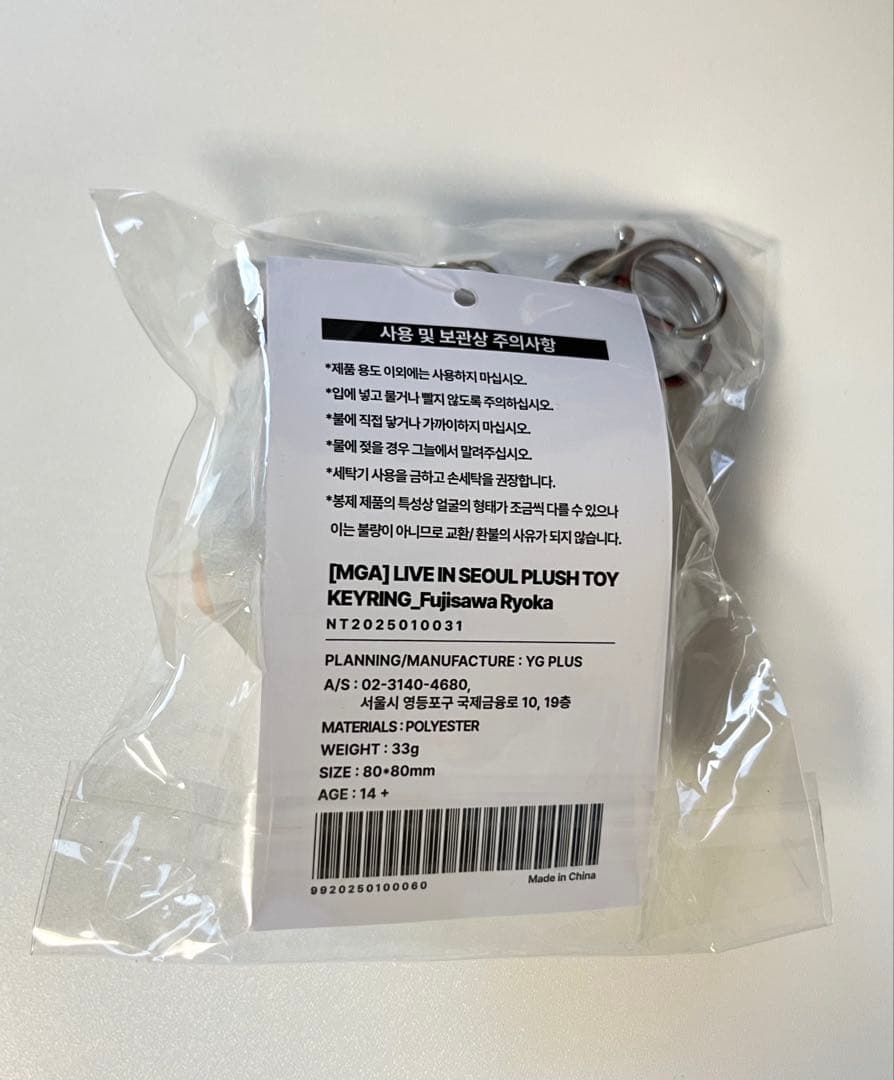 사용 및 보관상 주의사항
*제품 용도 이외에는 사용하지 마십시오.
*입에 넣고 물거나 빨지 않도록 주의하십시오.
*불에 직접 닿거나 가까이하지 마십시오.
*물에 젖을 경우 그늘에서 말려주십시오.
*세탁기 사용을 금하고 손세탁을 권장합니다.
*봉제 제품의 특성상 얼굴의 형태가 조금씩 다를 수 있으나
이는 불량이 아니므로 교환/ 환불의 사유가 되지 않습니다.
[MGA] LIVE IN SEOUL PLUSH TOY
KEYRING_Fujisawa Ryoka
NT2025010031
PLANNING/MANUFACTURE : YG PLUS
A/S : 02-3140-4680,
서울시 영등포구 국제금융로 10, 19층
MATERIALS : POLYESTER
WEIGHT : 33g
SIZE : 80*80mm
AGE : 14 +
9920250100060
Made in China